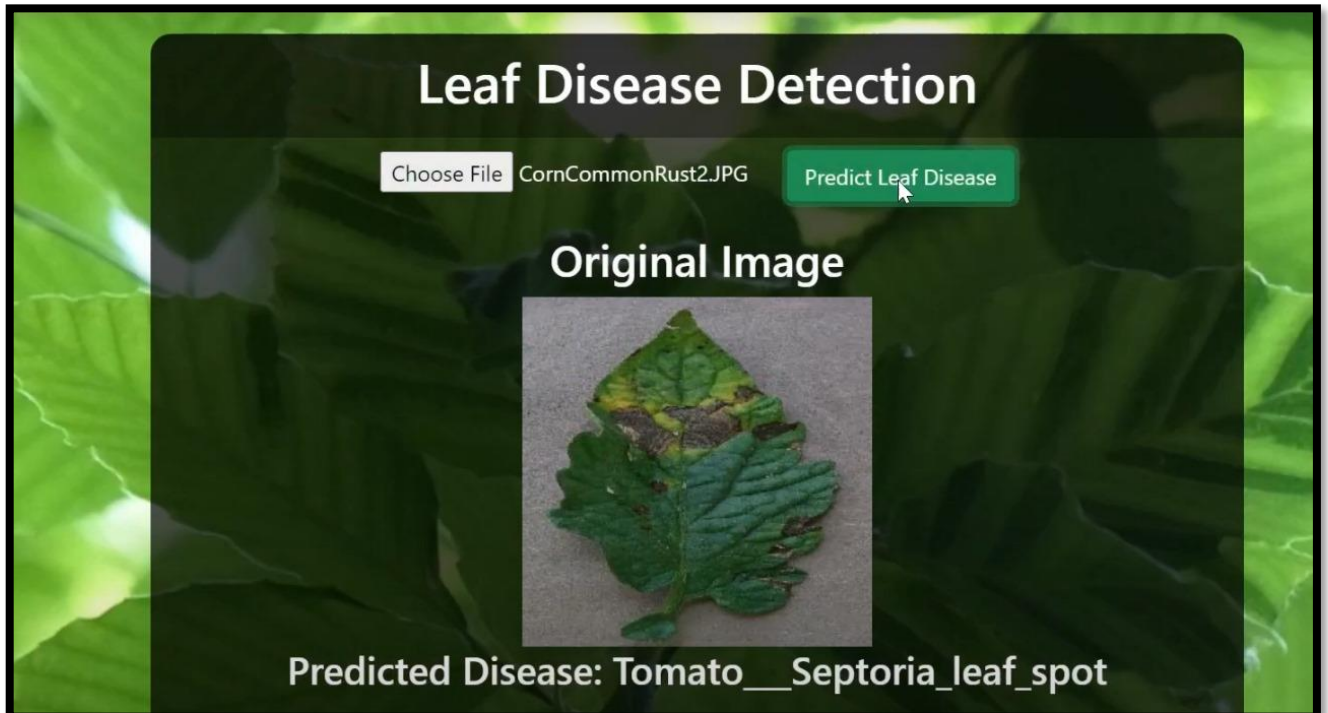 Leaf Disease Detection
Choose File CornCommonRust2.JPG Predict Leaf Disease
Original Image
Predicted Disease: Tomato___Septoria_leaf_spot